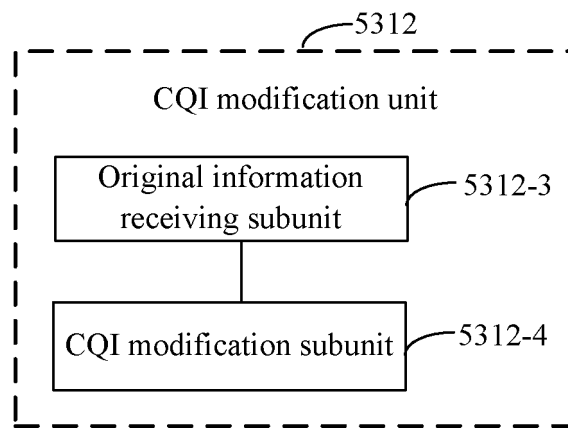 5312
CQI modification unit
Original information
receiving subunit
5312-3
CQI modification subunit
5312-4